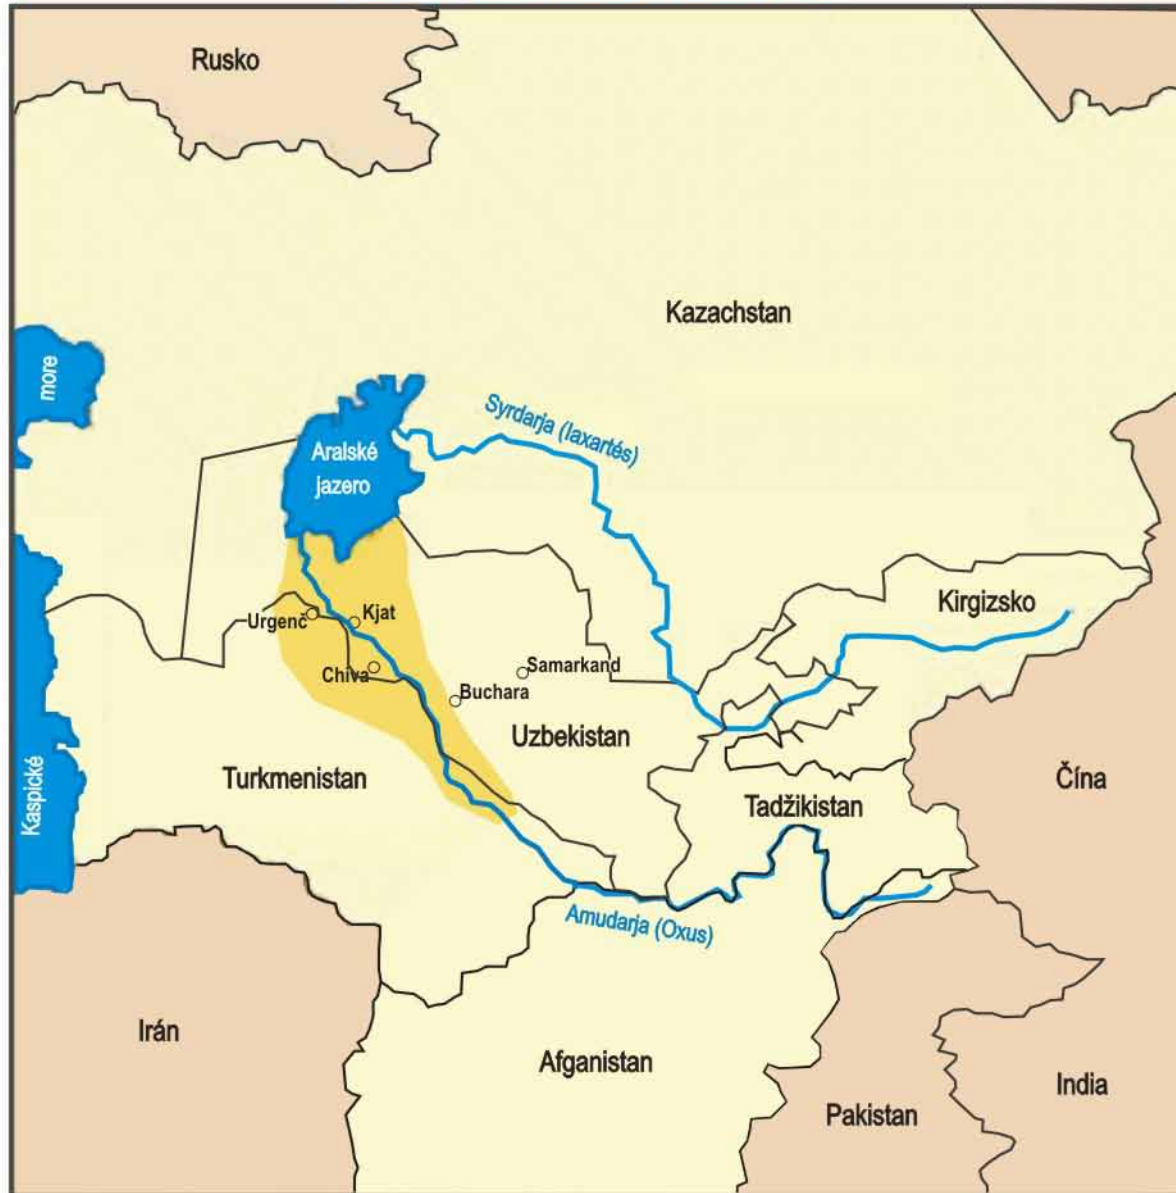 Rusko
Kazachstan
more
Syrdarja (Iaxartés)
Aralské
jazero
Kirgizsko
Urgenč
Kjat
Chiva
Samarkand
Buchara
Uzbekistan
Turkmenistan
Čína
Kaspické
Tadžikistan
Amudarja (Oxus)
Irán
Afganistan
India
Pakistan